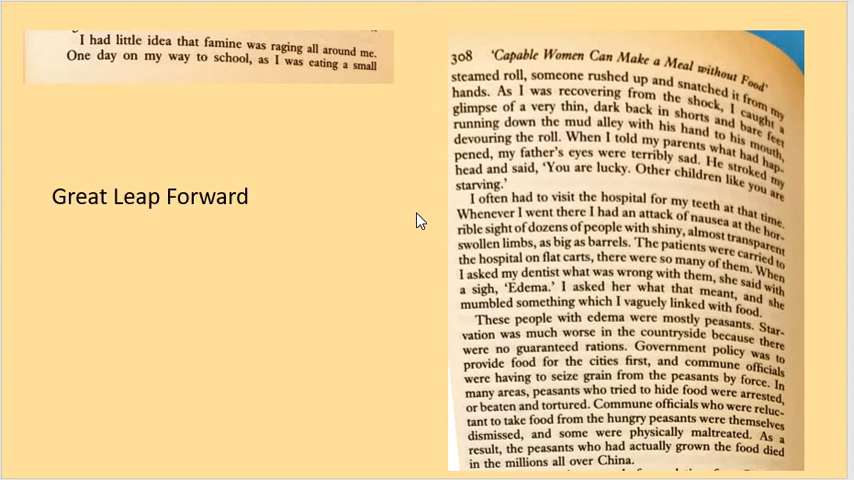 I had little idea that famine was raging all around me.
One day on my way to school, as I was eating a small
Great Leap Forward
308 'Capable Women Can Make a Meal without Food'
steamed roll, someone rushed up and snatched it from my
hands. As I was recovering from the shock, I caught a
glimpse of a very thin, dark back in shorts and bare feet
running down the mud alley with his hand to his mouth,
devouring the roll. When I told my parents what had hap-
pened, my father's eyes were terribly sad. He stroked my
head and said, 'You are lucky. Other children like you are
starving.'
I often had to visit the hospital for my teeth at that time.
Whenever I went there I had an attack of nausea at the hor-
rible sight of dozens of people with shiny, almost transparent
swollen limbs, as big as barrels. The patients were carried to
the hospital on flat carts, there were so many of them. When
I asked my dentist what was wrong with them, she said with
a sigh, 'Edema.' I asked her what that meant, and she
mumbled something which I vaguely linked with food.
These people with edema were mostly peasants. Star-
vation was much worse in the countryside because there
were no guaranteed rations. Government policy was to
provide food for the cities first, and commune officials
were having to seize grain from the peasants by force. In
many areas, peasants who tried to hide food were arrested,
or beaten and tortured. Commune officials who were reluc-
tant to take food from the hungry peasants were themselves
dismissed, and some were physically maltreated. As a
result, the peasants who had actually grown the food died
in the millions all over China.